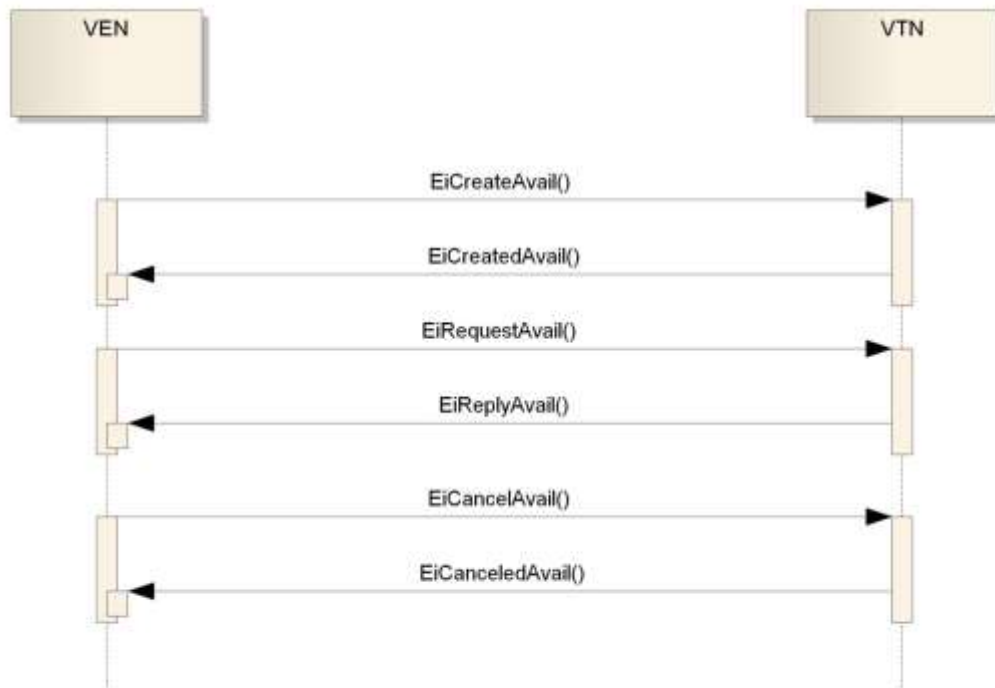 VEN
VTN
EiCreateAvail()
EiCreatedAvail()
EiRequestAvail()
EiReplyAvail()
EiCancelAvail()
EiCanceledAvail()